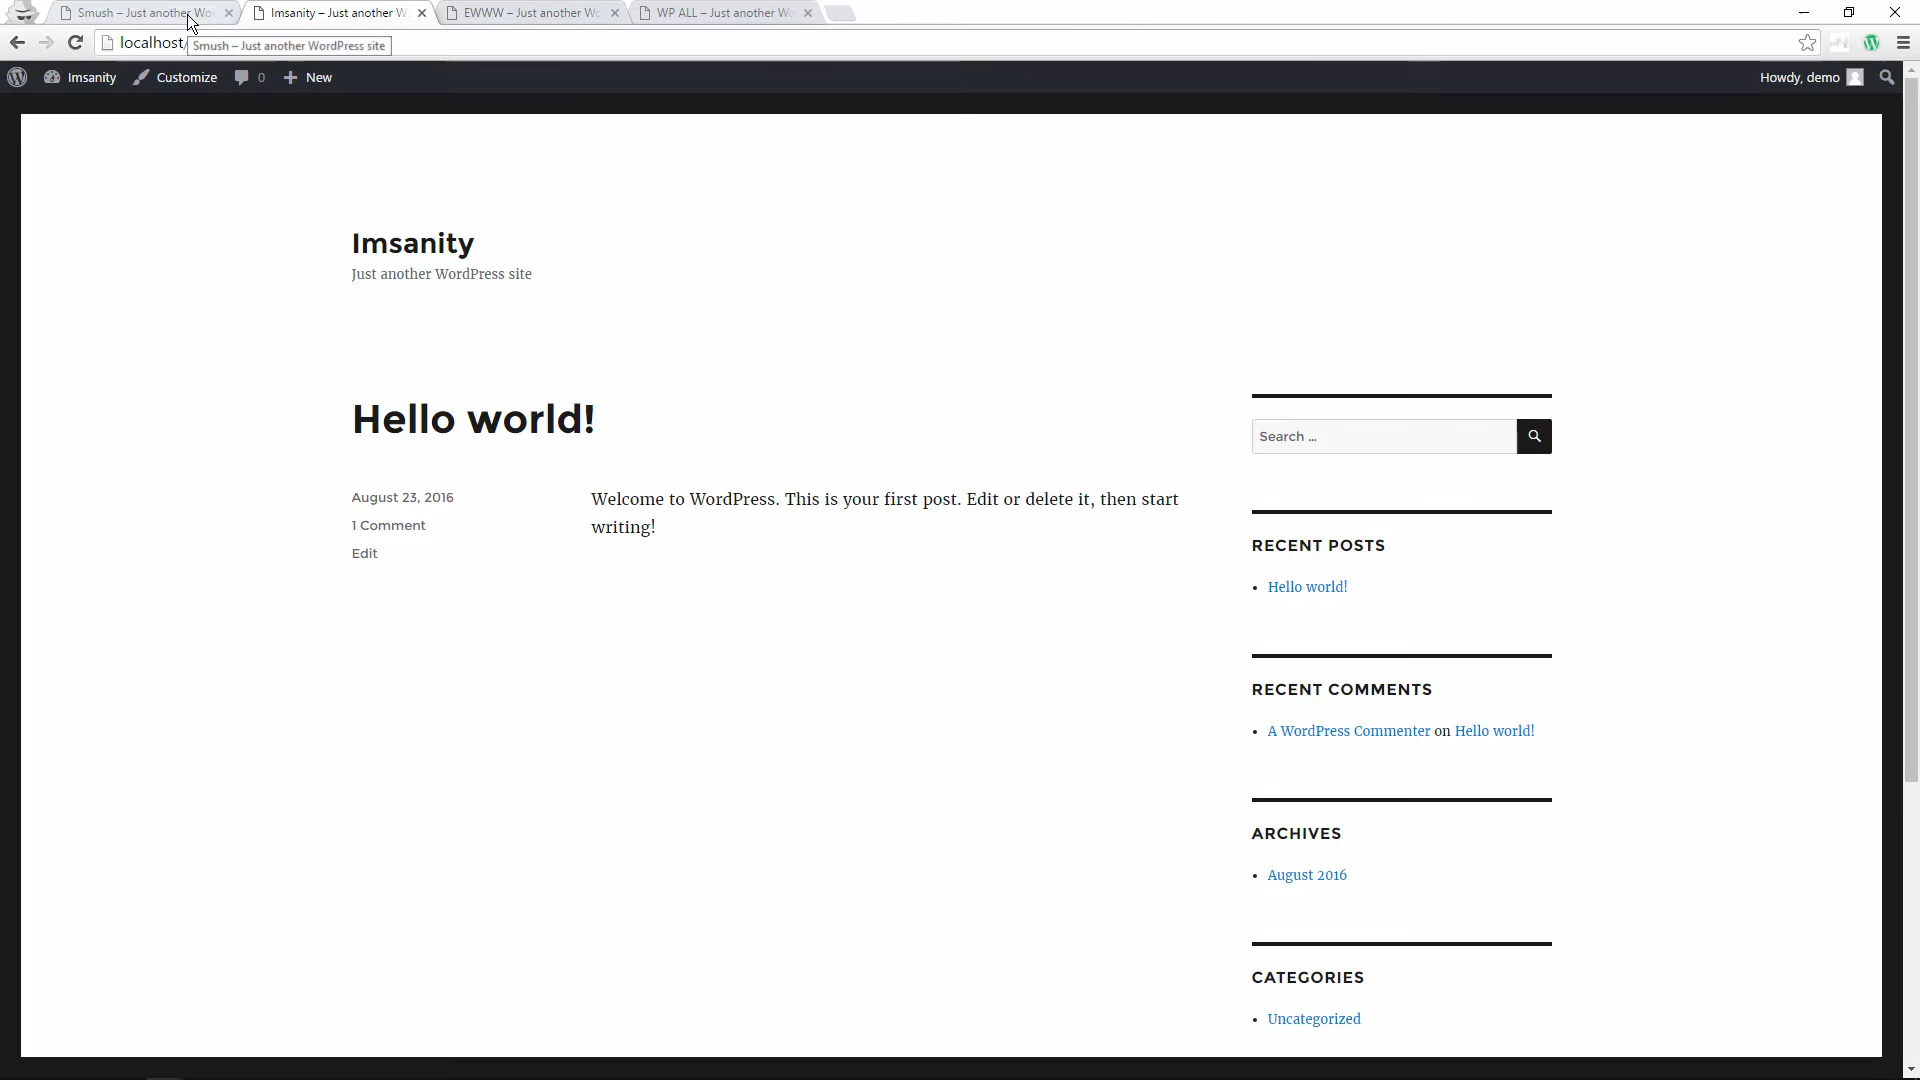 Smush – Just another Wo
Imsanity – Just another W
EWWW – Just another Wo
WP ALL – Just another Wo
localhost/
Smush – Just another WordPress site
Imsanity
Customize
0
New
Howdy, demo
Imsanity
Just another WordPress site
Hello world!
August 23, 2016
1 Comment
Edit
Welcome to WordPress. This is your first post. Edit or delete it, then start
writing!
Search …
RECENT POSTS
Hello world!
RECENT COMMENTS
A WordPress Commenter on Hello world!
ARCHIVES
August 2016
CATEGORIES
Uncategorized